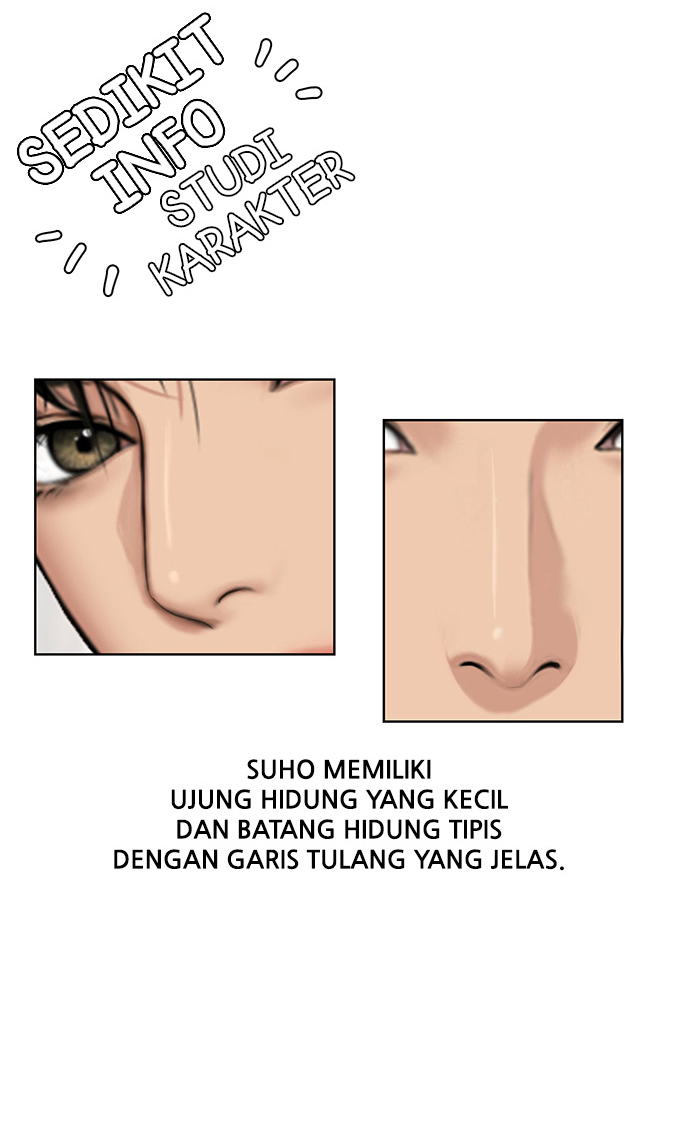 SEDIKIT
INFO
STUDI
KARAKTER
SUHO MEMILIKI
UJUNG HIDUNG YANG KECIL
DAN BATANG HIDUNG TIPIS
DENGAN GARIS TULANG YANG JELAS.